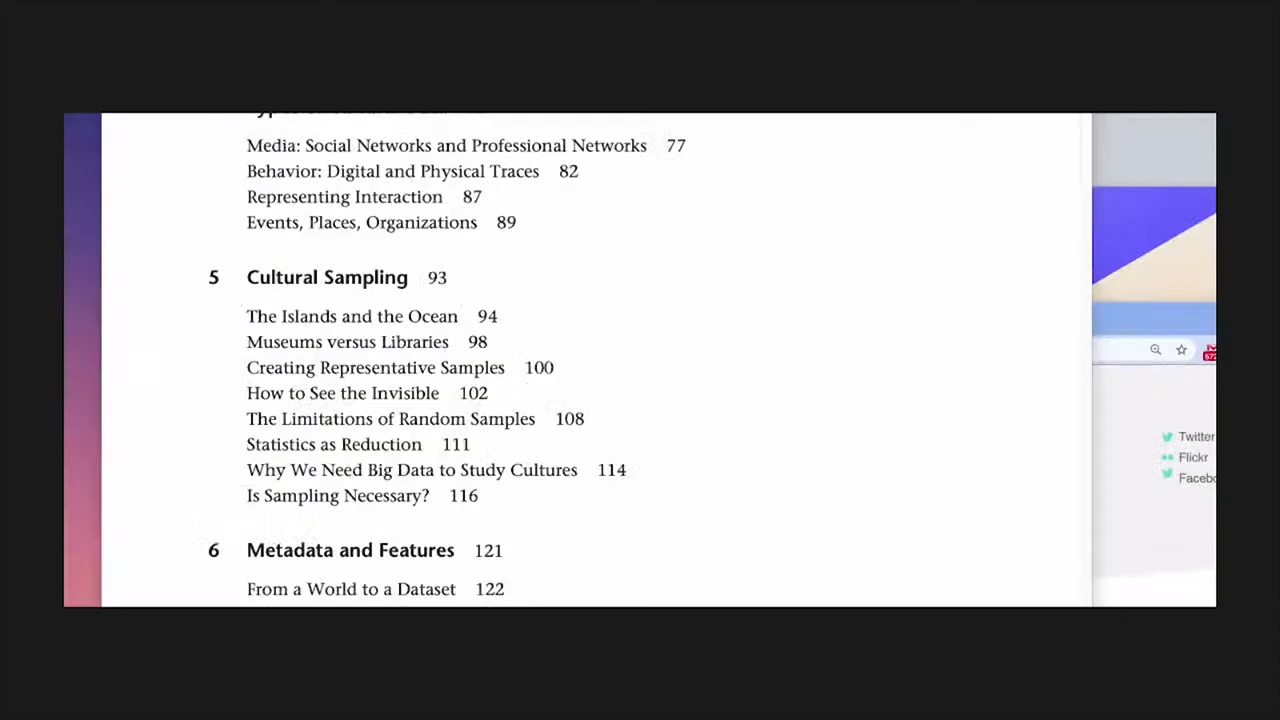 Media: Social Networks and Professional Networks 77
Behavior: Digital and Physical Traces 82
Representing Interaction 87
Events, Places, Organizations 89
5 Cultural Sampling 93
The Islands and the Ocean 94
Museums versus Libraries 98
Creating Representative Samples 100
How to See the Invisible 102
The Limitations of Random Samples 108
Statistics as Reduction 111
Why We Need Big Data to Study Cultures 114
Is Sampling Necessary? 116
6 Metadata and Features 121
From a World to a Dataset 122
Twitter
Flickr